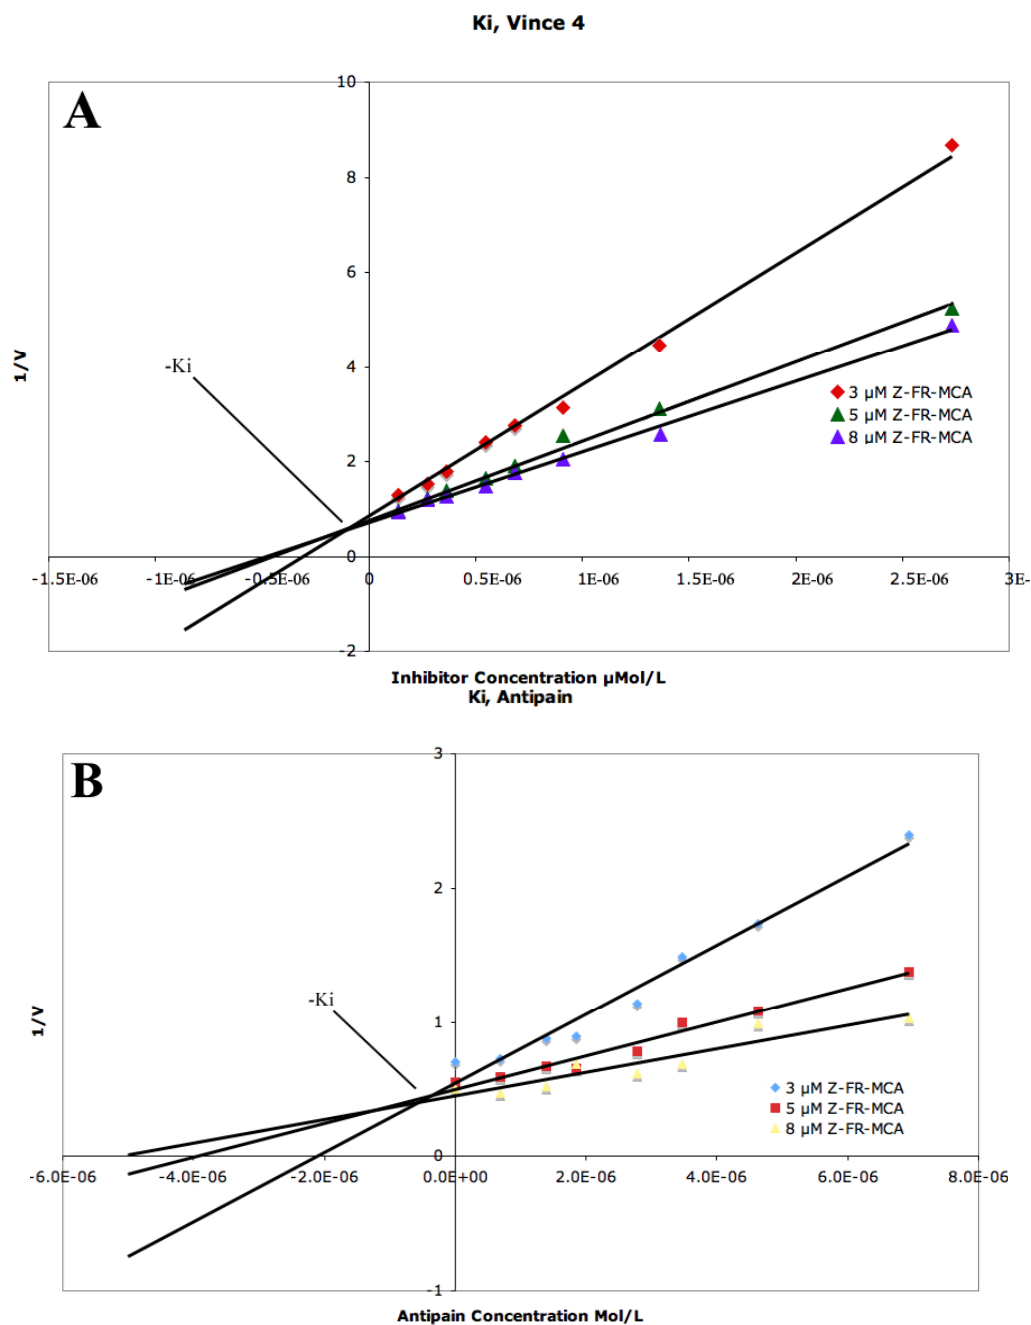 Ki, Vince 4
A
10
8
6
4
2
0
-2
1/V
-Ki
3 µM Z-FR-MCA
5 µM Z-FR-MCA
8 µM Z-FR-MCA
-1.5E-06 -1E-06 -0.5E-06 0 0.5E-06 1E-06 1.5E-06 2E-06 2.5E-06 3E-
Inhibitor Concentration µMol/L
Ki, Antipain
B
3
2
1
0
-1
1/V
-Ki
3 µM Z-FR-MCA
5 µM Z-FR-MCA
8 µM Z-FR-MCA
-6.0E-06 -4.0E-06 -2.0E-06 0.0E+00 2.0E-06 4.0E-06 6.0E-06 8.0E-06
Antipain Concentration Mol/L